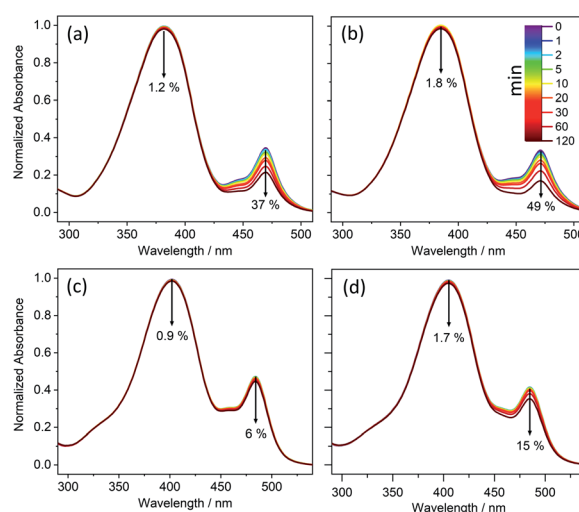 (a)
1.2 %
37 %
Normalized Absorbance
1.0
0.8
0.6
0.4
0.2
0.0
300 350 400 450 500
Wavelength / nm
(b)
1.8 %
49 %
min
0
1
2
5
10
20
30
60
120
300 350 400 450 500
Wavelength / nm
(c)
0.9 %
6 %
Normalized Absorbance
1.0
0.8
0.6
0.4
0.2
0.0
300 350 400 450 500
Wavelength / nm
(d)
1.7 %
15 %
300 350 400 450 500
Wavelength / nm